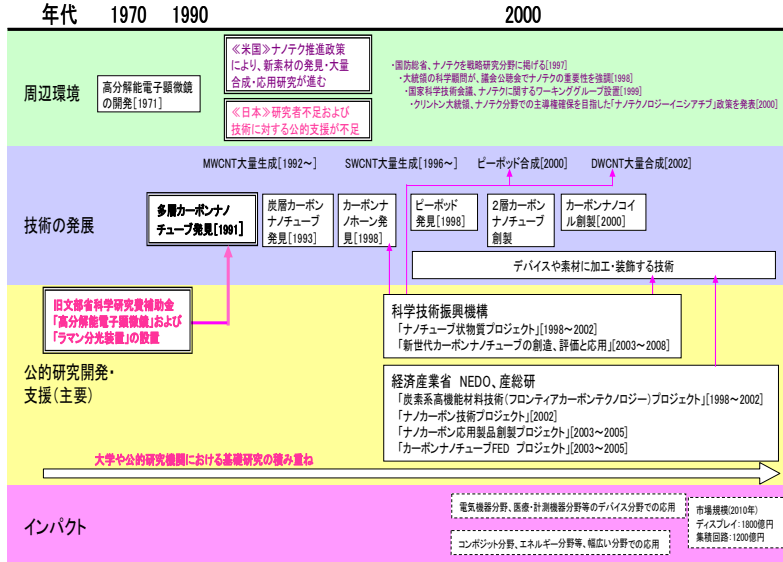 年代 1970 1990 2000
周辺環境
高分解能電子顕微鏡
の開発[1971]
≪米国≫ナノテク推進政策
により、新素材の発見・大量
合成・応用研究が進む
≪日本≫研究者不足および
技術に対する公的支援が不足
・国防総省、ナノテクを戦略研究分野に掲げる[1997]
・大統領の科学顧問が、議会公聴会でナノテクの重要性を強調[1998]
・国家科学技術会議、ナノテクに関するワーキンググループ設置[1999]
・クリントン大統領、ナノテク分野での主導権確保を目指した「ナノテクノロジーイニシアチブ」政策を発表[2000]
技術の発展
MWCNT大量生成[1992～] SWCNT大量生成[1996～] ピーポッド合成[2000] DWCNT大量合成[2002]
多層カーボンナノ
チューブ発見[1991]
炭層カーボ
ンナノチューブ
発見[1993]
カーボンナ
ノホーン発
見[1998]
ピーポッド
発見[1998]
2層カーボン
ナノチューブ
創製
カーボンナノコイ
ル創製[2000]
デバイスや素材に加工・装飾する技術
公的研究開発・
支援(主要)
旧文部省科学研究費補助金
「高分解能電子顕微鏡」および
「ラマン分光装置」の設置
科学技術振興機構
「ナノチューブ状物質プロジェクト」[1998～2002]
「新世代カーボンナノチューブの創造、評価と応用」[2003～2008]
経済産業省 NEDO、産総研
「炭素系高機能材料技術(フロンティアカーボンテクノロジー)プロジェクト」[1998～2002]
「ナノカーボン技術プロジェクト」[2002]
「ナノカーボン応用製品創製プロジェクト」[2003～2005]
「カーボンナノチューブFED プロジェクト」[2003～2005]
大学や公的研究機関における基礎研究の積み重ね
インパクト
電気機器分野、医療・計測機器分野等のデバイス分野での応用
コンポジット分野、エネルギー分野等、幅広い分野での応用
市場規模(2010年)
ディスプレイ:1800億円
集積回路:1200億円